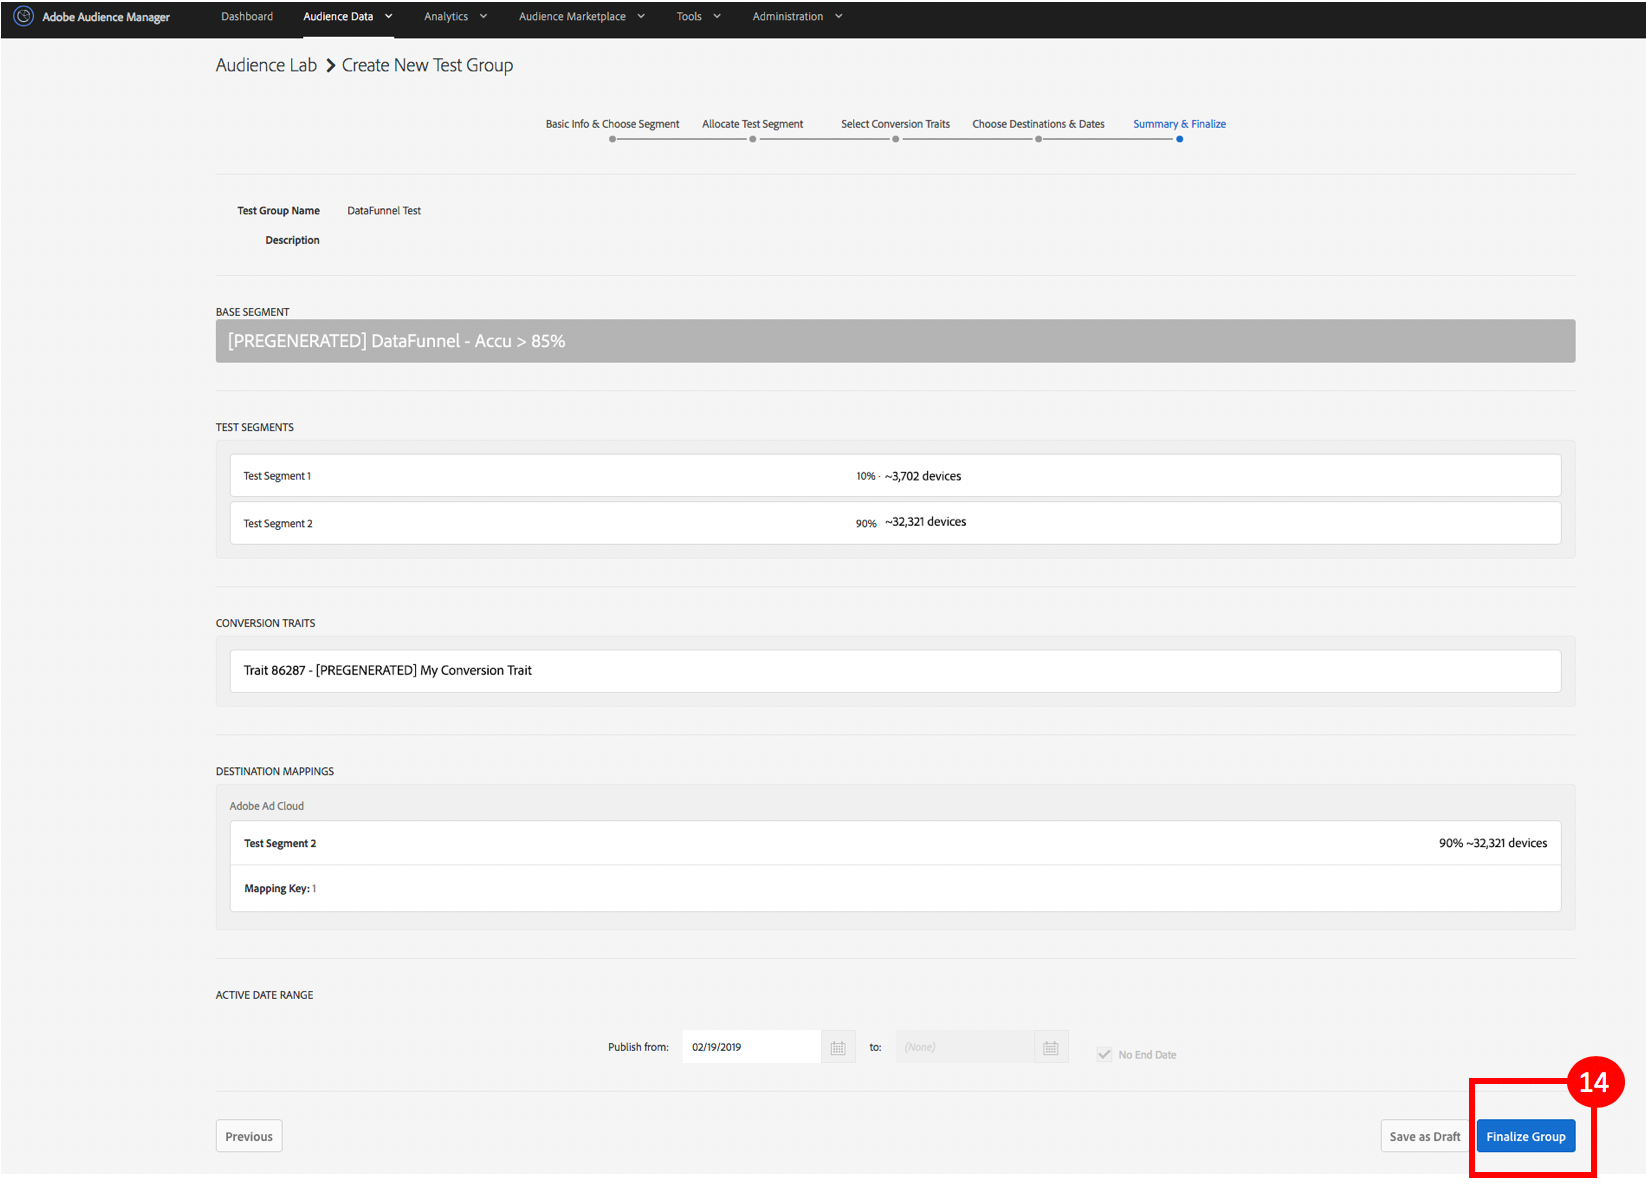 Adobe Audience Manager Dashboard Audience Data Analytics Audience Marketplace Tools Administration
Audience Lab > Create New Test Group
Basic Info & Choose Segment Allocate Test Segment Select Conversion Traits Choose Destinations & Dates Summary & Finalize
Test Group Name DataFunnel Test
Description
BASE SEGMENT
[PREGENERATED] DataFunnel - Accu > 85%
TEST SEGMENTS
Test Segment 1 10% · ~3,702 devices
Test Segment 2 90% ~32,321 devices
CONVERSION TRAITS
Trait 86287 - [PREGENERATED] My Conversion Trait
DESTINATION MAPPINGS
Adobe Ad Cloud
Test Segment 2 90% ~32,321 devices
Mapping Key: 1
ACTIVE DATE RANGE
Publish from: 02/19/2019 to: (None) No End Date
14
Previous Save as Draft Finalize Group